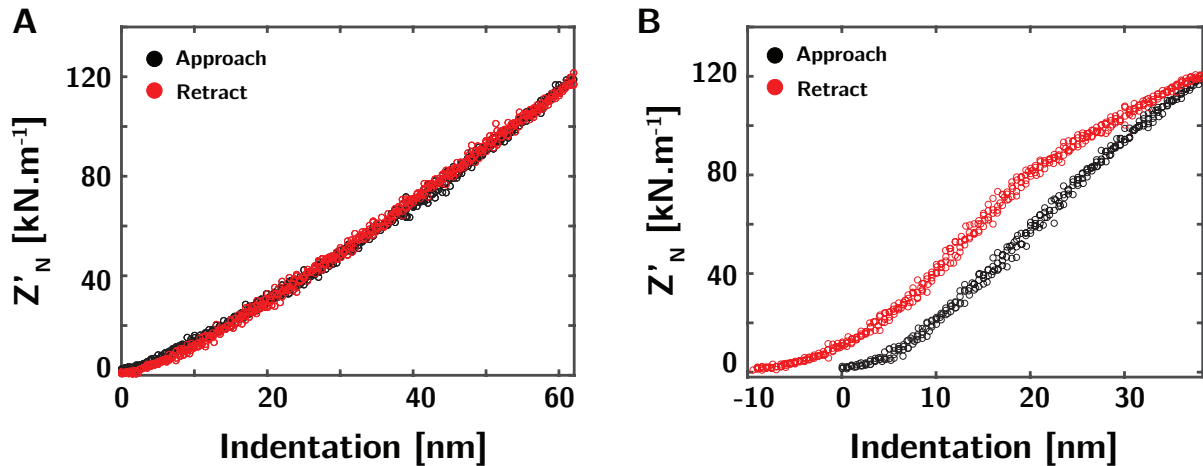 A
Approach
Retract
Z'N [kN.m-1]
120
80
40
0
0
20
40
60
Indentation [nm]
B
Approach
Retract
Z'N [kN.m-1]
120
80
40
0
-10
0
10
20
30
Indentation [nm]